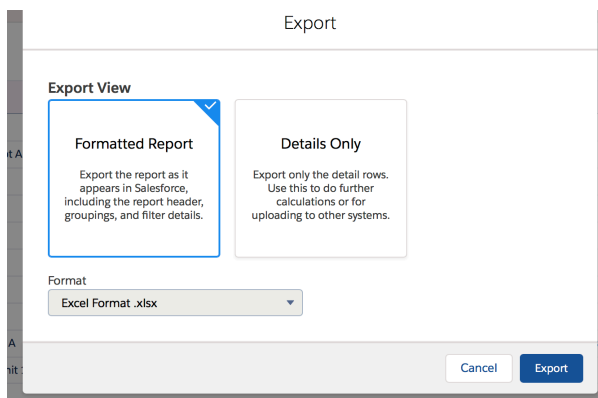 Export
Export View
Formatted Report
Export the report as it
appears in Salesforce,
including the report header,
groupings, and filter details.
Details Only
Export only the detail rows.
Use this to do further
calculations or for
uploading to other systems.
Format
Excel Format .xlsx
A
Cancel
Export